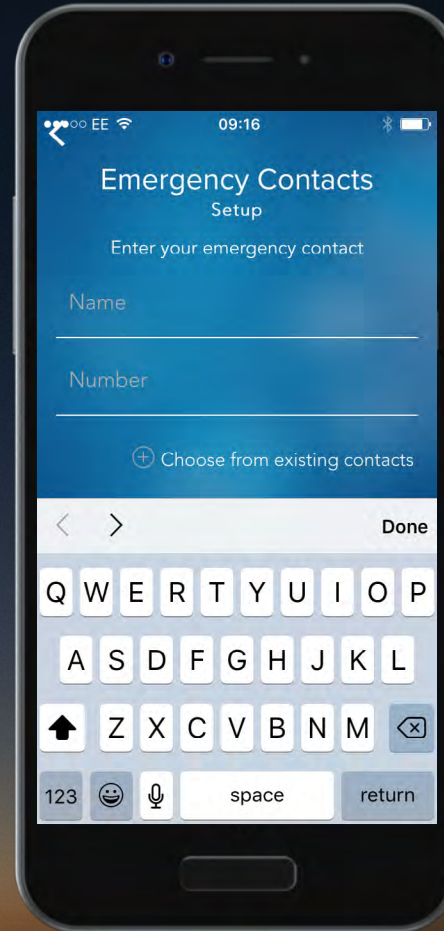 EE 09:16
Emergency Contacts
Setup
Enter your emergency contact
Name
Number
Choose from existing contacts
Done
Q W E R T Y U I O P
A S D F G H J K L
Z X C V B N M
123 space return